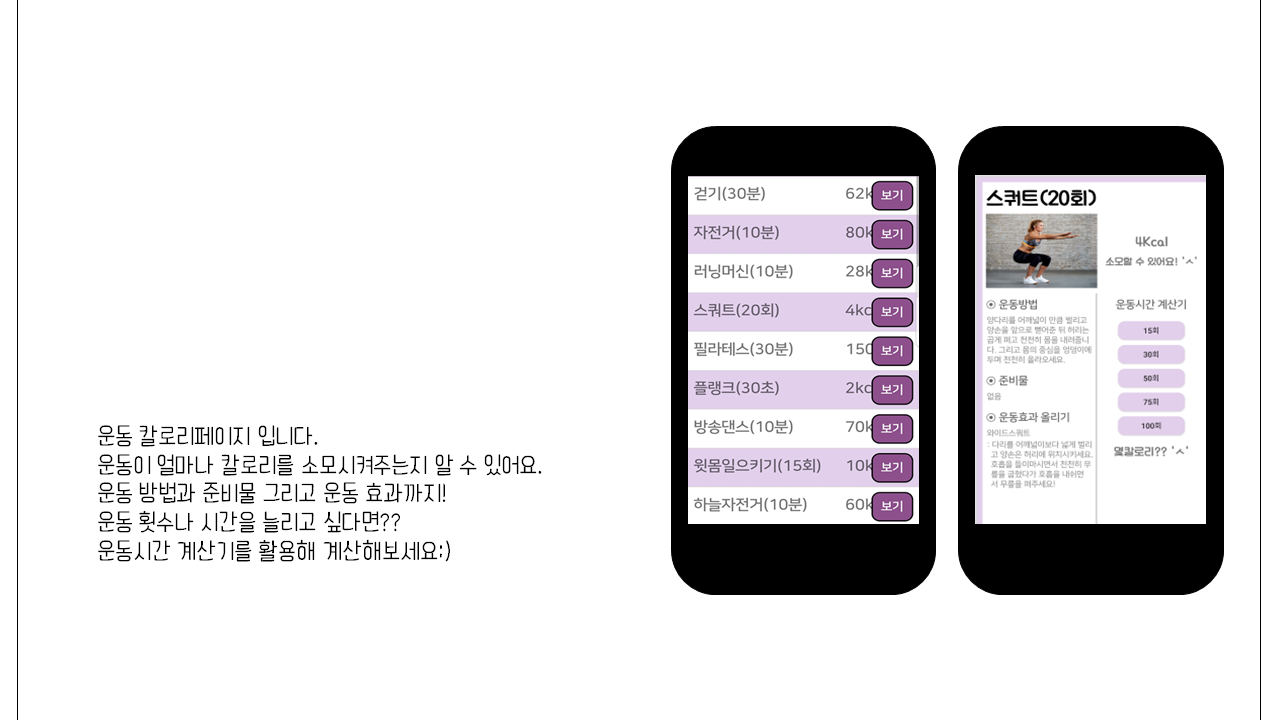 운동 칼로리페이지 입니다.
운동이 얼마나 칼로리를 소모시켜주는지 알 수 있어요.
운동 방법과 준비물 그리고 운동 효과까지!
운동 횟수나 시간을 늘리고 싶다면??
운동시간 계산기를 활용해 계산해보세요:)
걷기(30분) 62k 보기
자전거(10분) 80k 보기
러닝머신(10분) 28k 보기
스쿼트(20회) 4kc 보기
필라테스(30분) 150 보기
플랭크(30초) 2kc 보기
방송댄스(10분) 70k 보기
윗몸일으키기(15회) 10k 보기
하늘자전거(10분) 60k 보기
스쿼트(20회)
4Kcal
소모할 수 있어요! 'ㅅ'
운동방법
양다리를 어깨넓이 만큼 벌리고
양손을 앞으로 뻗어준 뒤 허리는
곧게 펴고 천천히 몸을 내려줍니
다. 그리고 몸의 중심을 엉덩이에
두며 천천히 올라오세요.
준비물
없음
운동효과 올리기
와이드스쿼트
: 다리를 어깨넓이보다 넓게 벌리
고 양손은 허리에 위치시키세요.
호흡을 들이마시면서 천천히 무
릎을 굽혔다가 호흡을 내쉬면
서 무릎을 펴주세요!
운동시간 계산기
15회
30회
50회
75회
100회
몇칼로리?? 'ㅅ'